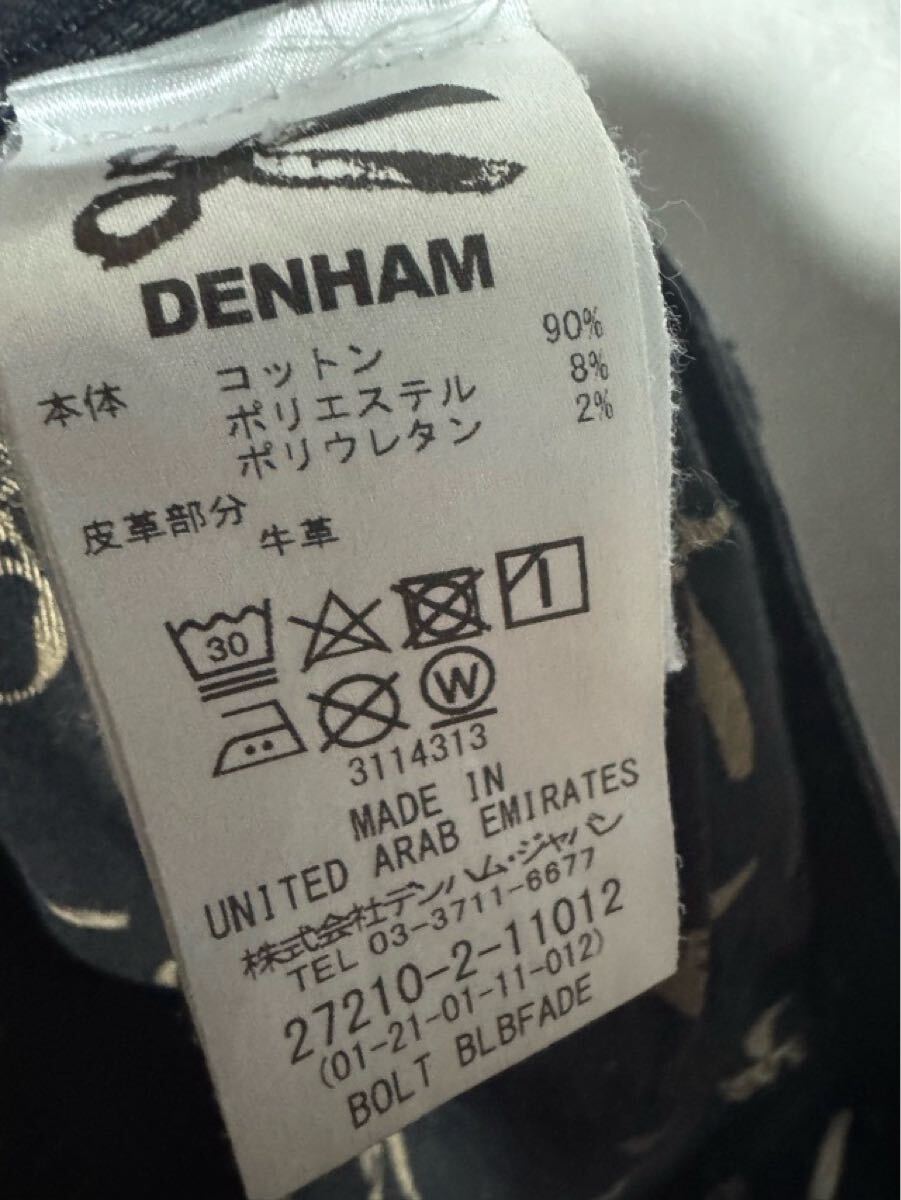 DENHAM
本体 コットン 90%
ポリエステル 8%
ポリウレタン 2%
皮革部分 牛革
30
W
3114313
MADE IN
UNITED ARAB EMIRATES
株式会社デンハム・ジャパン
TEL 03-3711-6677
27210-2-11012
(01-21-01-11-012)
BOLT BLBFADE